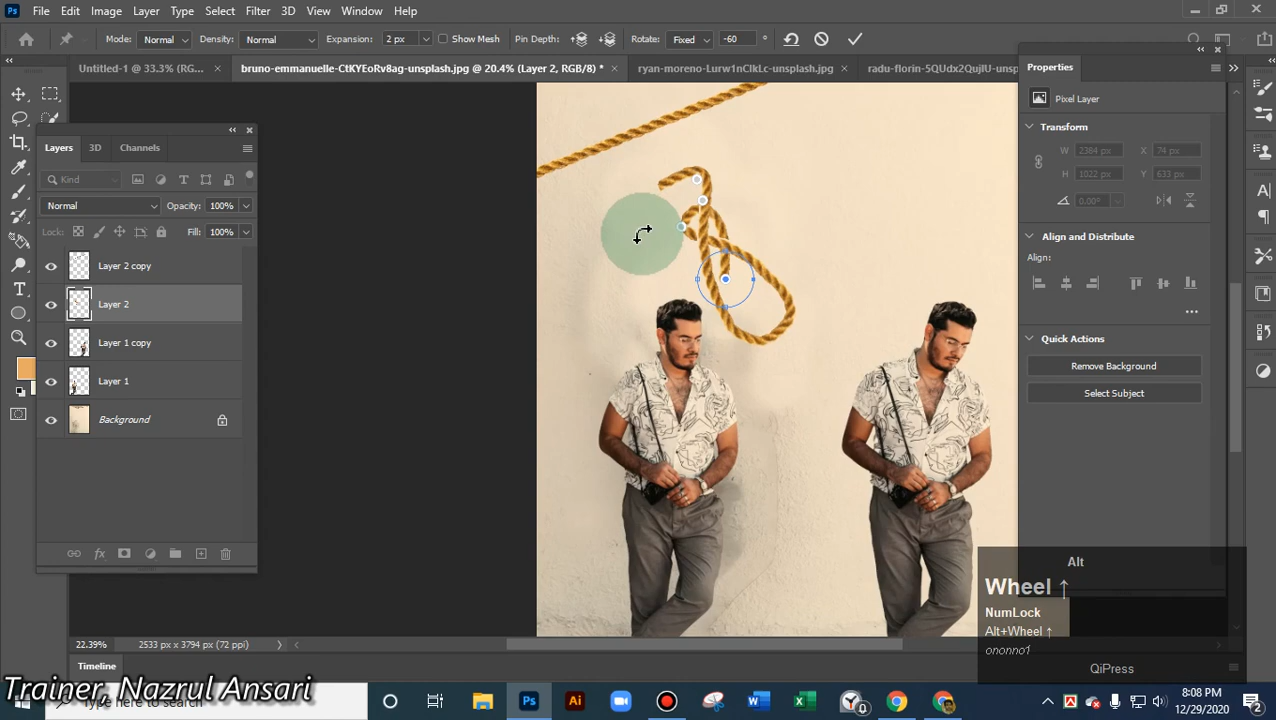 Ps File Edit Image Layer Type Select Filter 3D View Window Help
Mode: Normal Density: Normal Expansion: 2 px Show Mesh Pin Depth: Rotate: Fixed -60 °
Untitled-1 @ 33.3% (RG... × bruno-emmanuelle-CtKYEoRv8ag-unsplash.jpg @ 20.4% (Layer 2, RGB/8) * × ryan-moreno-Lurw1nClkLc-unsplash.jpg × radu-florin-5QUdx2QujIU-unsp
Properties
Pixel Layer
Transform
W 2384 px X 74 px
H 1022 px Y 633 px
0.00°
Align and Distribute
Align:
Quick Actions
Remove Background
Select Subject
Layers 3D Channels
Kind
Normal Opacity: 100%
Lock: Fill: 100%
Layer 2 copy
Layer 2
Layer 1 copy
Layer 1
Background
Alt
Wheel ↑
NumLock
Alt+Wheel ↑
ononno1
QiPress
22.39% 2533 px x 3794 px (72 ppi)
Timeline
Trainer, Nazrul Ansari
Type here to search
Ps Ai
8:08 PM
12/29/2020
2